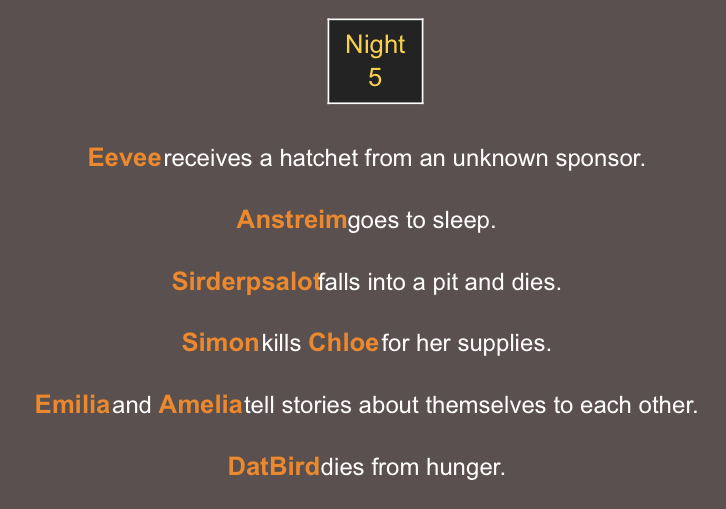 Night
5
Eevee receives a hatchet from an unknown sponsor.
Anstreim goes to sleep.
Sirderpsalot falls into a pit and dies.
Simon kills Chloe for her supplies.
Emilia and Amelia tell stories about themselves to each other.
DatBird dies from hunger.